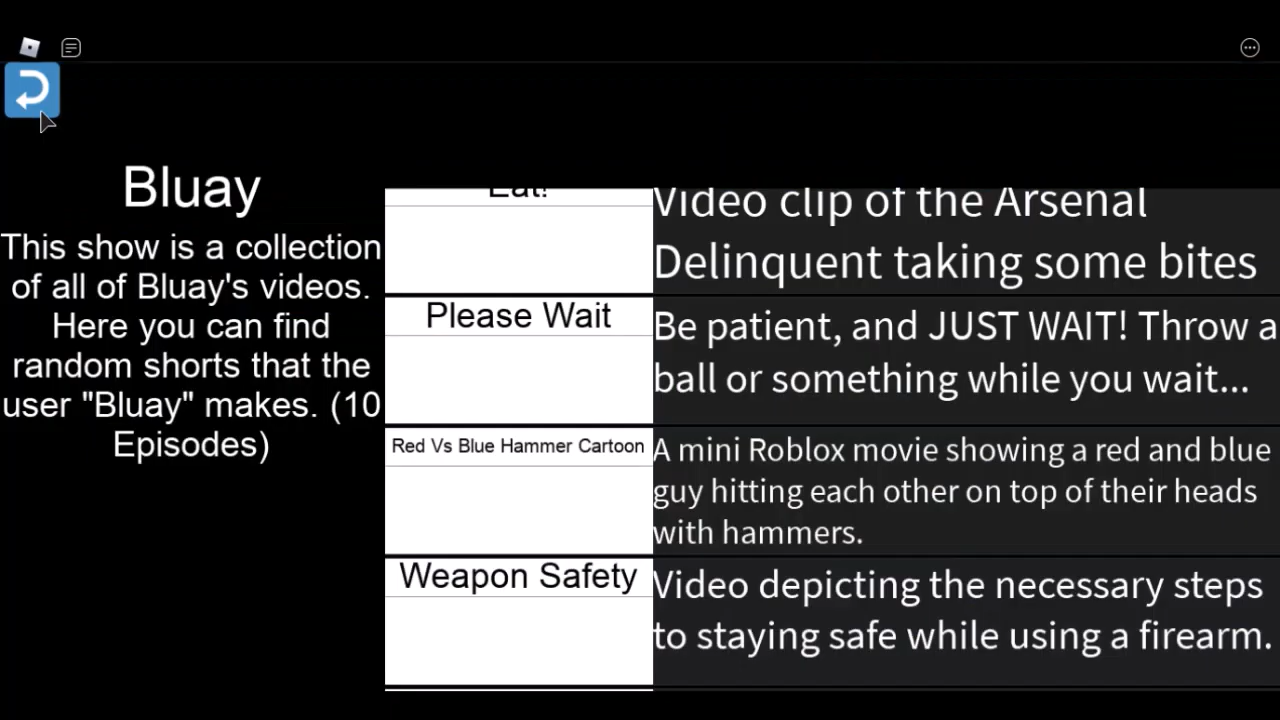 Bluay
This show is a collection
of all of Bluay's videos.
Here you can find
random shorts that the
user "Bluay" makes. (10
Episodes)
Eat!
Video clip of the Arsenal
Delinquent taking some bites
Please Wait
Be patient, and JUST WAIT! Throw a
ball or something while you wait...
Red Vs Blue Hammer Cartoon
A mini Roblox movie showing a red and blue
guy hitting each other on top of their heads
with hammers.
Weapon Safety
Video depicting the necessary steps
to staying safe while using a firearm.